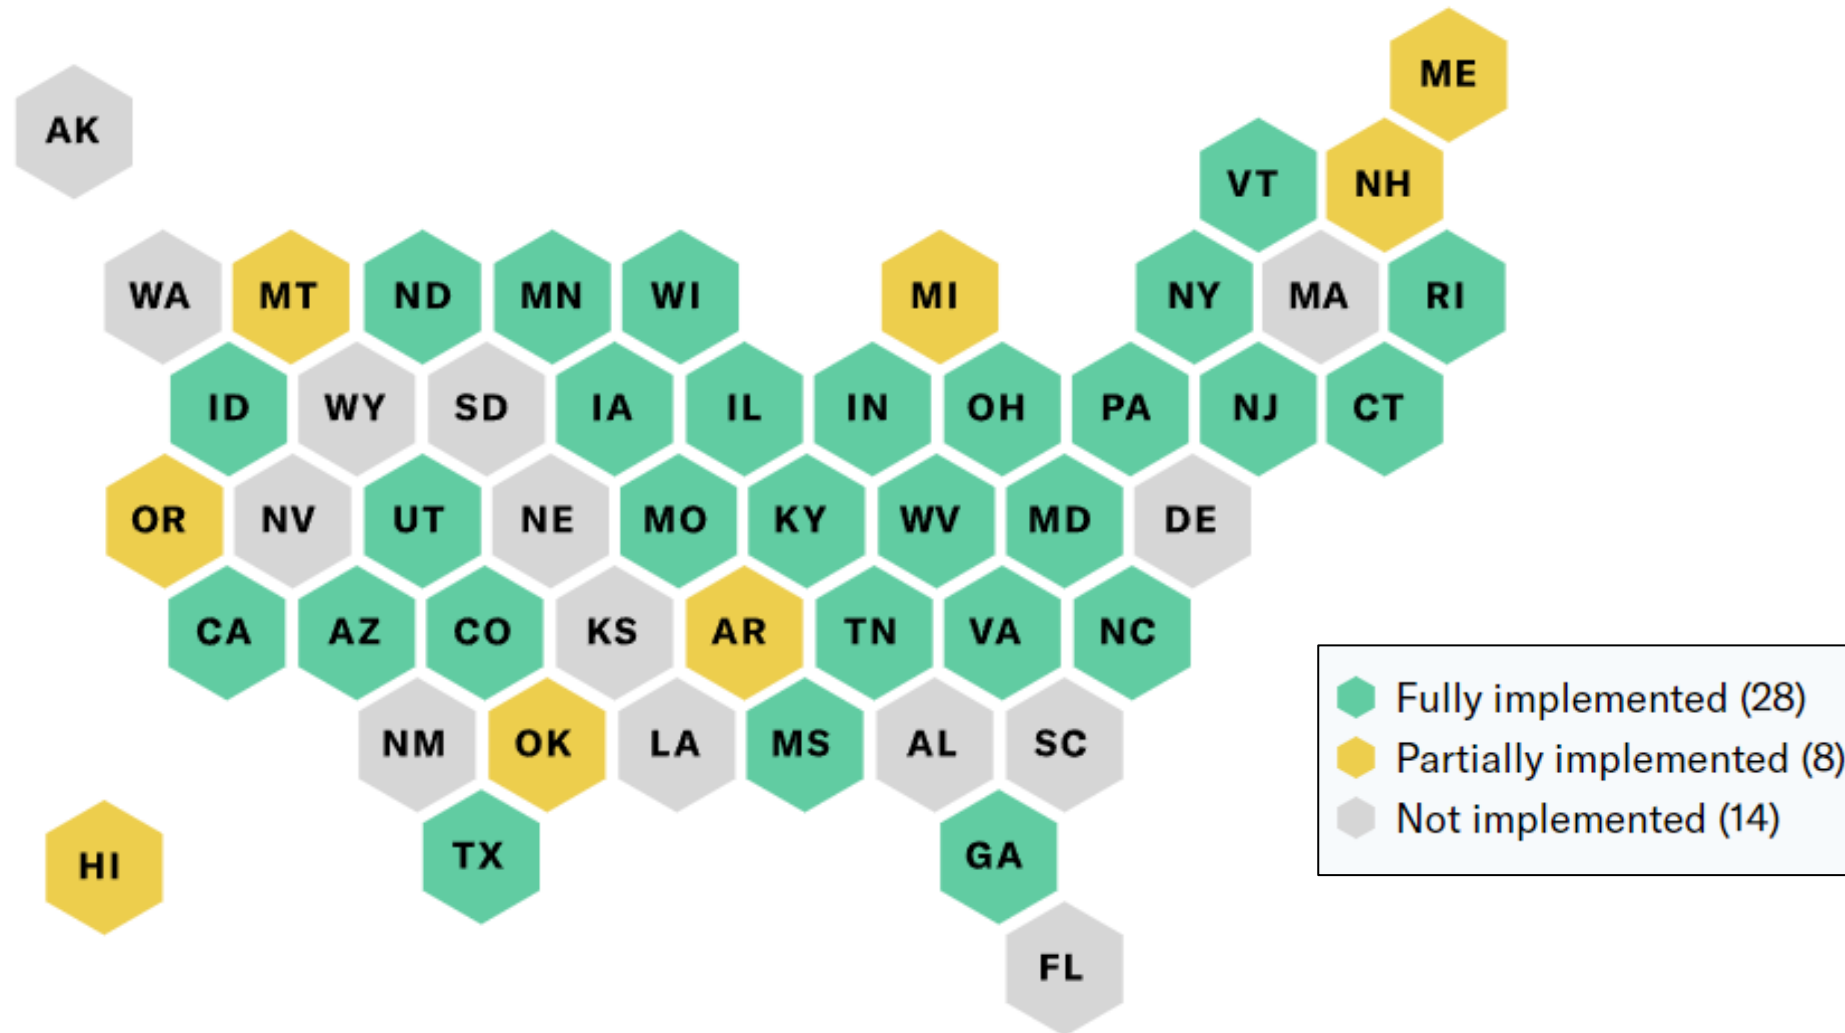 ME
AK
VT NH
WA MT ND MN WI MI NY MA RI
ID WY SD IA IL IN OH PA NJ CT
OR NV UT NE MO KY WV MD DE
CA AZ CO KS AR TN VA NC
NM OK LA MS AL SC
HI TX GA
FL
Fully implemented (28)
Partially implemented (8)
Not implemented (14)